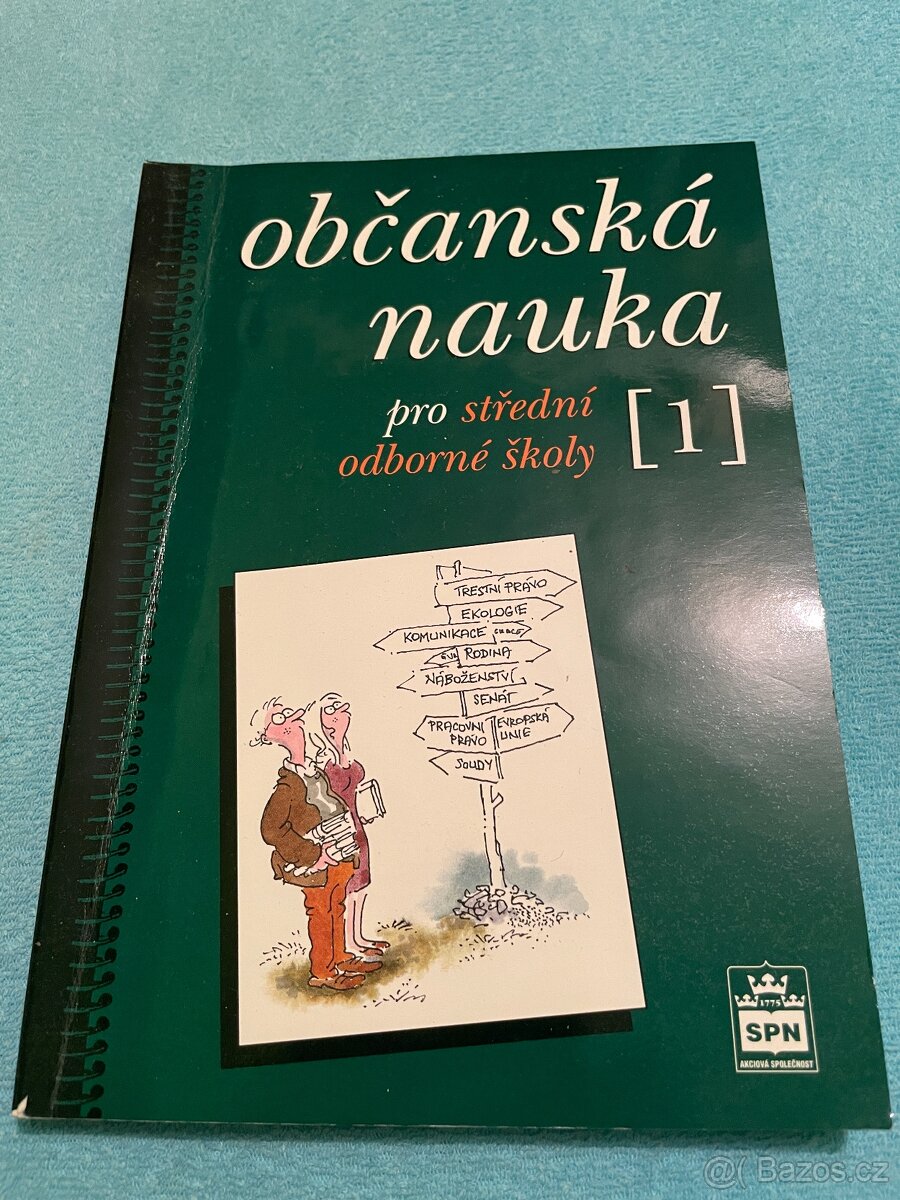 občanská
nauka
pro střední
odborné školy
[1]
TRESTNÍ PRÁVO
EKOLOGIE
KOMUNIKACE
RODINA
NÁBOŽENSTVÍ
SENÁT
PRACOVNÍ
PRÁVO
EVROPSKÁ
UNIE
SOUDY
1775
SPN
AKCIOVÁ SPOLEČNOST
@( Bazos.cz